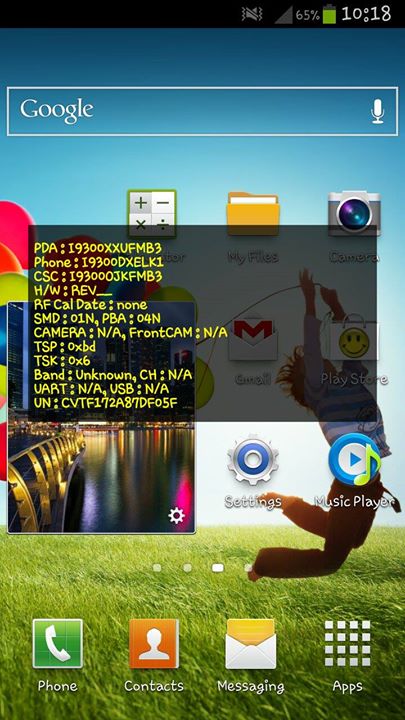 65% 10:18
Google
PDA : I9300XXUFMB3
Phone : I9300DXELK1
CSC : I9300OJKFMB3
H/W : REV__
RF Cal Date : none
SMD : 01N, PBA : 04N
CAMERA : N/A, FrontCAM : N/A
TSP : 0xbd
TSK : 0x6
Band : Unknown, CH : N/A
UART : N/A, USB : N/A
UN : CVTF172A87DF05F
My Files Camera
Gmail Play Store
Settings Music Player
Phone Contacts Messaging Apps